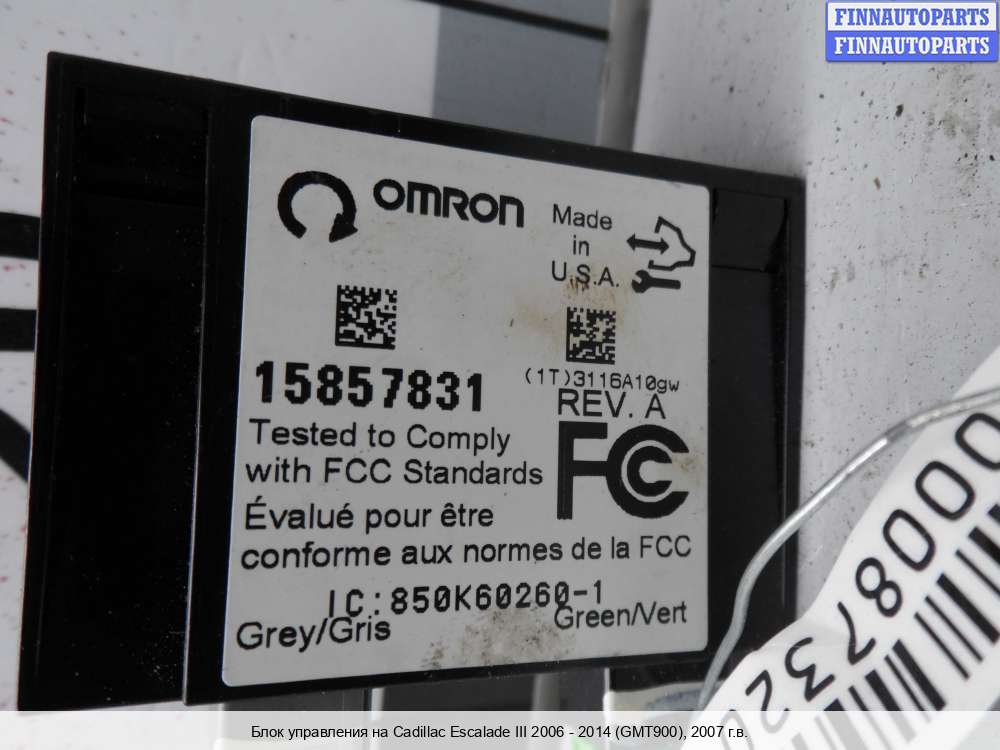 FINNAUTOPARTS
FINNAUTOPARTS
OMRON
Made
in
U.S.A.
15857831
(1T)3116A10gw
REV. A
FC
Tested to Comply
with FCC Standards
Évalué pour être
conforme aux normes de la FCC
IC:850K60260-1
Grey/Gris
Green/Vert
Блок управления на Cadillac Escalade III 2006 - 2014 (GMT900), 2007 г.в.